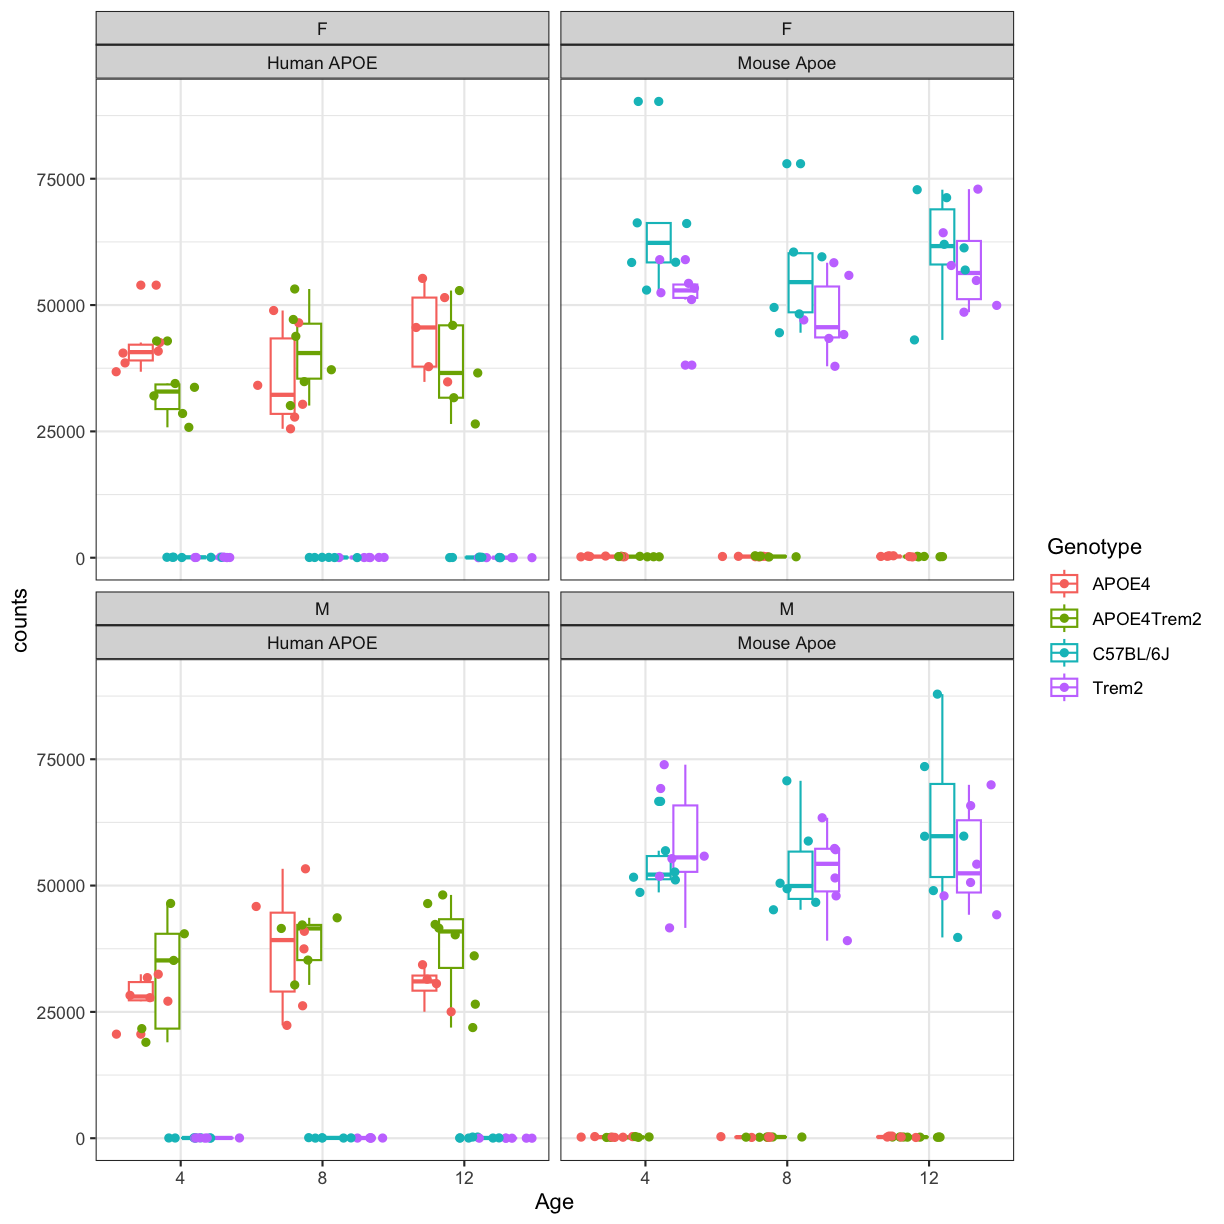 F
F
Human APOE
Mouse Apoe
75000
50000
25000
0
M
M
Human APOE
Mouse Apoe
75000
50000
25000
0
4
8
12
4
8
12
Age
counts
Genotype
APOE4
APOE4Trem2
C57BL/6J
Trem2